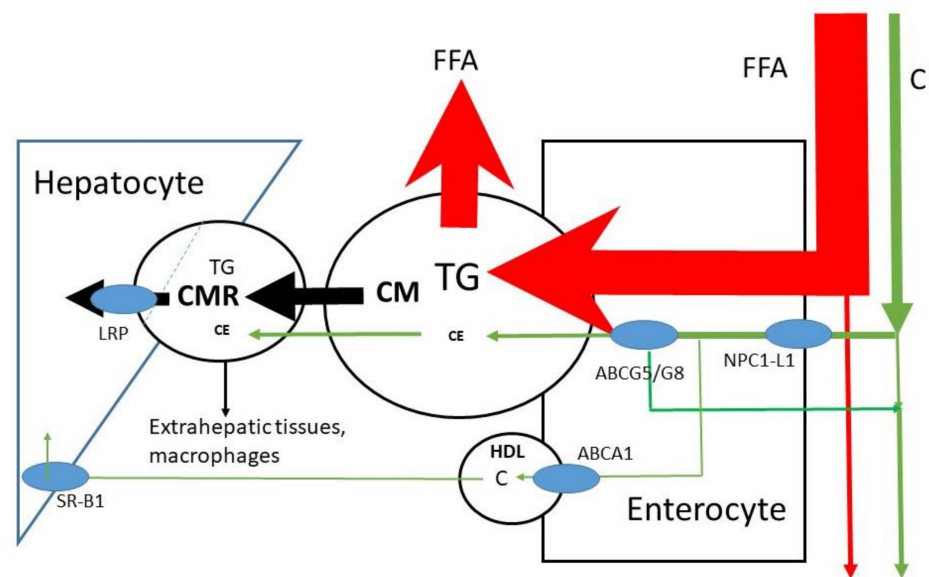 FFA
FFA
C
Hepatocyte
TG
CMR
CE
LRP
CM
TG
CE
ABCG5/G8
NPC1-L1
Extrahepatic tissues,
macrophages
HDL
C
ABCA1
SR-B1
Enterocyte